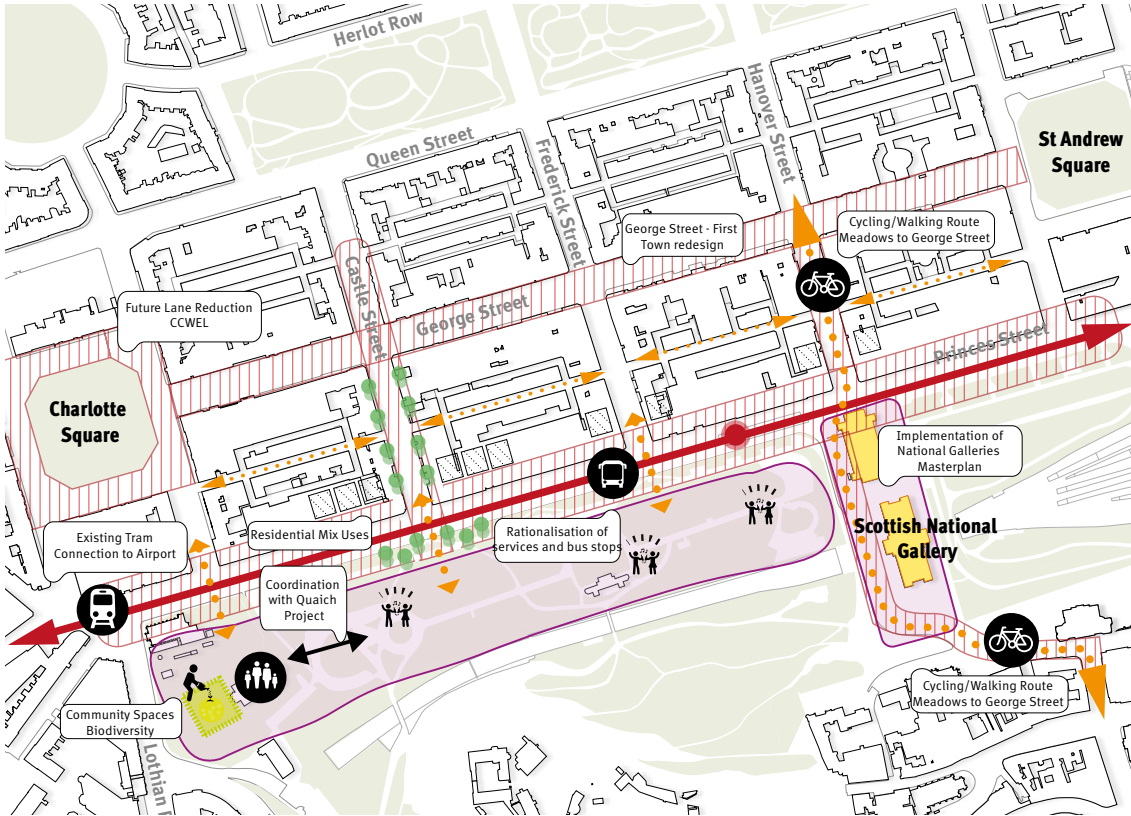 Herlot Row
Hanover Street
Queen Street
Frederick Street
St Andrew
Square
George Street - First
Town redesign
Cycling/Walking Route
Meadows to George Street
Castle Street
Future Lane Reduction
CCWEL
George Street
Princes Street
Charlotte
Square
Implementation of
National Galleries
Masterplan
Existing Tram
Connection to Airport
Residential Mix Uses
Rationalisation of
services and bus stops
Scottish National
Gallery
Coordination
with Quaich
Project
Cycling/Walking Route
Meadows to George Street
Community Spaces
Biodiversity
Lothian